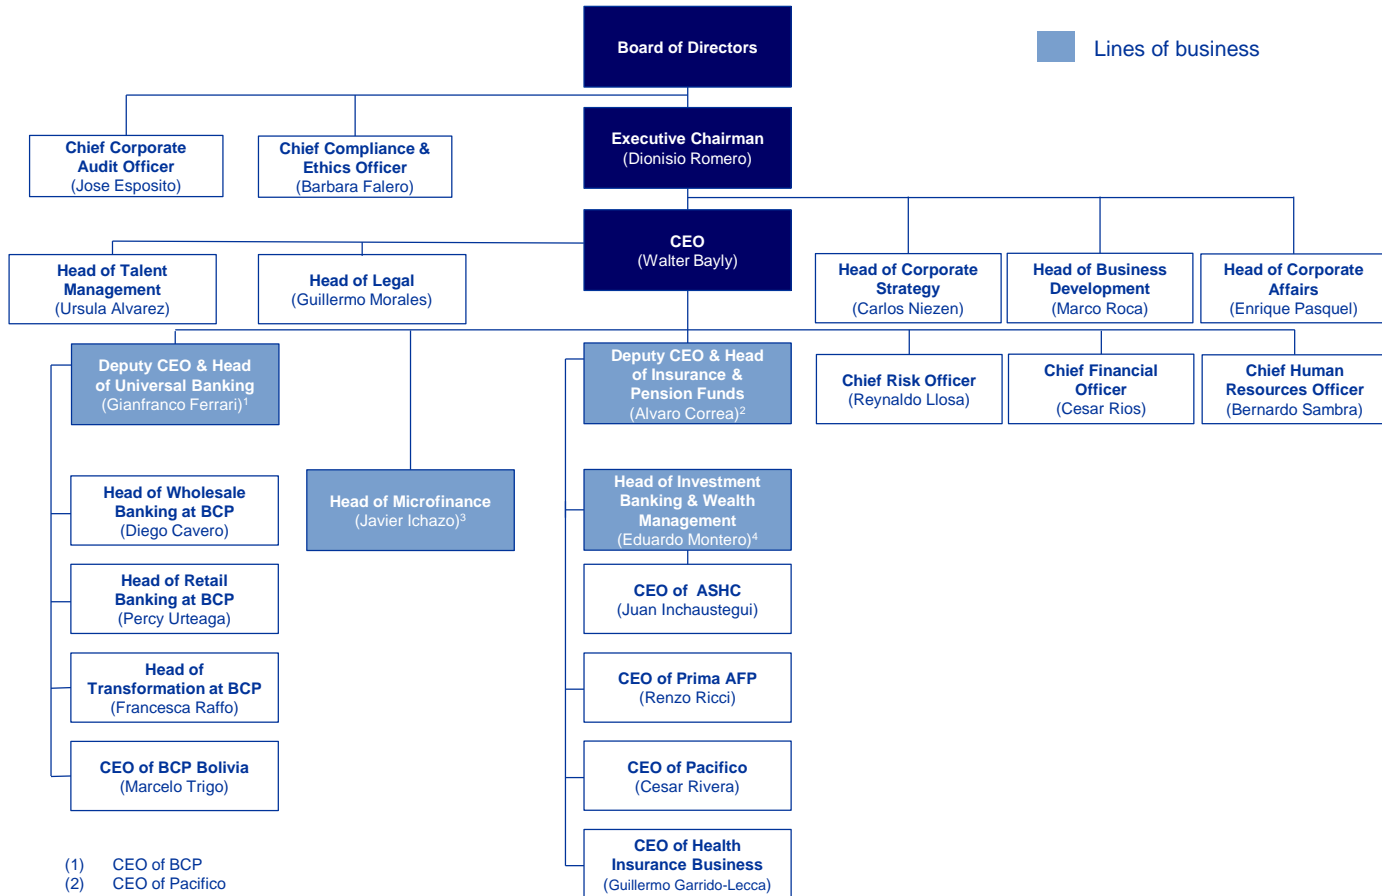 Board of Directors
Lines of business
Chief Corporate
Audit Officer
(Jose Esposito)
Chief Compliance &
Ethics Officer
(Barbara Falero)
Executive Chairman
(Dionisio Romero)
CEO
(Walter Bayly)
Head of Talent
Management
(Ursula Alvarez)
Head of Legal
(Guillermo Morales)
Head of Corporate
Strategy
(Carlos Niezen)
Head of Business
Development
(Marco Roca)
Head of Corporate
Affairs
(Enrique Pasquel)
Deputy CEO & Head
of Universal Banking
(Gianfranco Ferrari)1
Deputy CEO & Head
of Insurance &
Pension Funds
(Alvaro Correa)2
Chief Risk Officer
(Reynaldo Llosa)
Chief Financial
Officer
(Cesar Rios)
Chief Human
Resources Officer
(Bernardo Sambra)
Head of Wholesale
Banking at BCP
(Diego Cavero)
Head of Microfinance
(Javier Ichazo)3
Head of Investment
Banking & Wealth
Management
(Eduardo Montero)4
Head of Retail
Banking at BCP
(Percy Urteaga)
CEO of ASHC
(Juan Inchaustegui)
Head of
Transformation at BCP
(Francesca Raffo)
CEO of Prima AFP
(Renzo Ricci)
CEO of BCP Bolivia
(Marcelo Trigo)
CEO of Pacifico
(Cesar Rivera)
CEO of Health
Insurance Business
(Guillermo Garrido-Lecca)
(1) CEO of BCP
(2) CEO of Pacifico